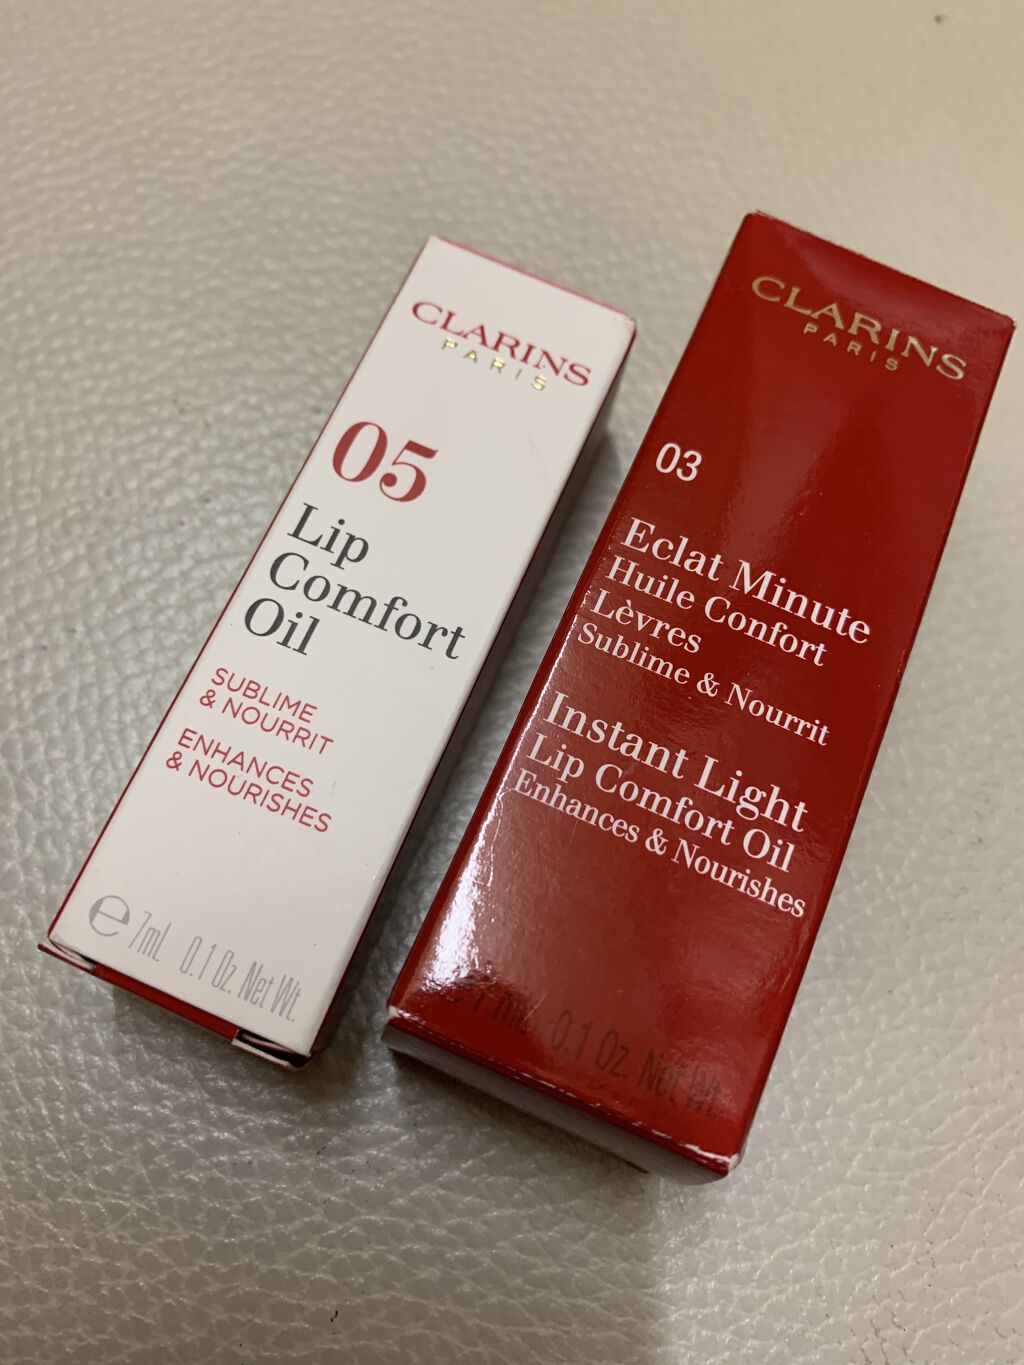 CLARINS
PARIS
05
Lip
Comfort
Oil
SUBLIME
& NOURRIT
ENHANCES
& NOURISHES
℮ 7mL 0.1 Oz. Net Wt.
CLARINS
PARIS
03
Eclat Minute
Huile Confort
Lèvres
Sublime & Nourrit
Instant Light
Lip Comfort Oil
Enhances & Nourishes
7 mL 0.1 Oz. Net Wt.